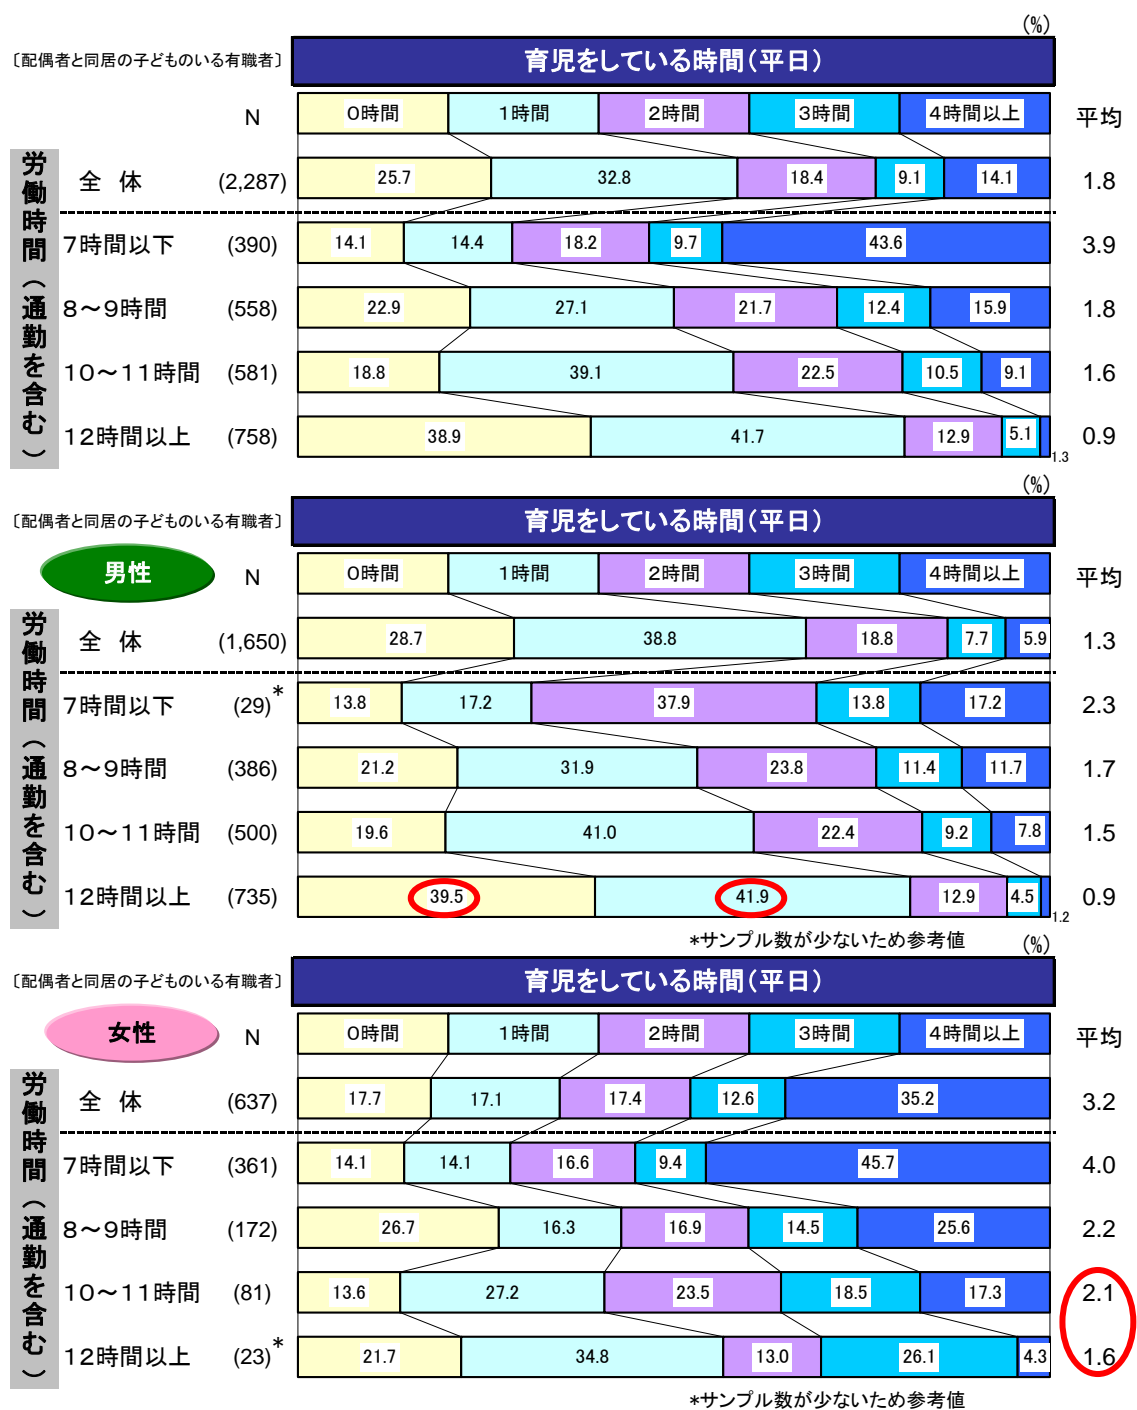 (%)
〔配偶者と同居の子どものいる有職者〕 育児をしている時間(平日)
N 0時間 1時間 2時間 3時間 4時間以上 平均
労働時間(通勤を含む)
全 体 (2,287) 25.7 32.8 18.4 9.1 14.1 1.8
7時間以下 (390) 14.1 14.4 18.2 9.7 43.6 3.9
8〜9時間 (558) 22.9 27.1 21.7 12.4 15.9 1.8
10〜11時間 (581) 18.8 39.1 22.5 10.5 9.1 1.6
12時間以上 (758) 38.9 41.7 12.9 5.1 1.3 0.9
(%)
〔配偶者と同居の子どものいる有職者〕 育児をしている時間(平日)
男性 N 0時間 1時間 2時間 3時間 4時間以上 平均
労働時間(通勤を含む)
全 体 (1,650) 28.7 38.8 18.8 7.7 5.9 1.3
7時間以下 (29)* 13.8 17.2 37.9 13.8 17.2 2.3
8〜9時間 (386) 21.2 31.9 23.8 11.4 11.7 1.7
10〜11時間 (500) 19.6 41.0 22.4 9.2 7.8 1.5
12時間以上 (735) 39.5 41.9 12.9 4.5 1.2 0.9
*サンプル数が少ないため参考値 (%)
〔配偶者と同居の子どものいる有職者〕 育児をしている時間(平日)
女性 N 0時間 1時間 2時間 3時間 4時間以上 平均
労働時間(通勤を含む)
全 体 (637) 17.7 17.1 17.4 12.6 35.2 3.2
7時間以下 (361) 14.1 14.1 16.6 9.4 45.7 4.0
8〜9時間 (172) 26.7 16.3 16.9 14.5 25.6 2.2
10〜11時間 (81) 13.6 27.2 23.5 18.5 17.3 2.1
12時間以上 (23)* 21.7 34.8 13.0 26.1 4.3 1.6
*サンプル数が少ないため参考値